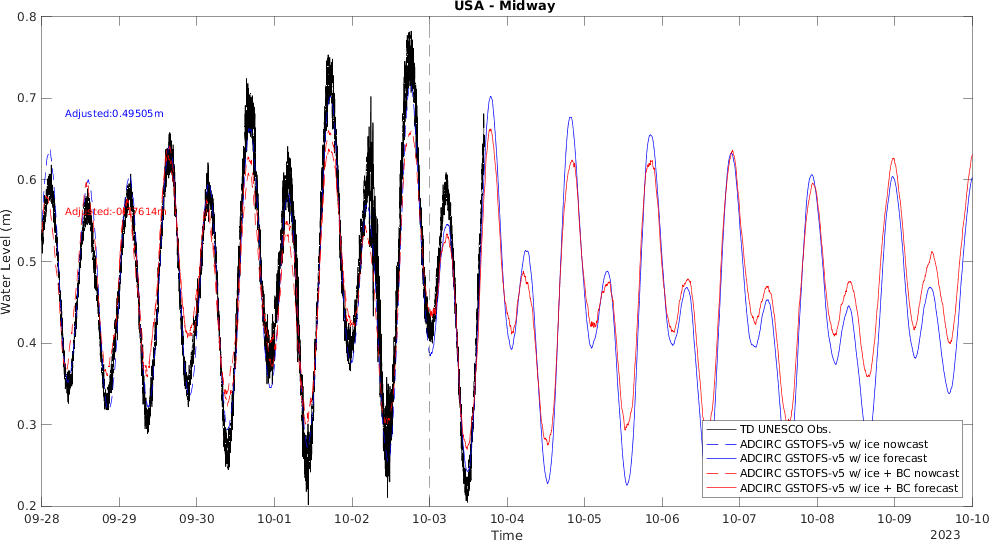 USA - Midway
0.8
0.7
0.6
0.5
0.4
0.3
0.2
Water Level (m)
Adjusted:0.49505m
09-28
09-29
09-30
10-01
10-02
10-03
10-04
10-05
10-06
10-07
10-08
10-09
10-10
Time
2023
TD UNESCO Obs.
ADCIRC GSTOFS-v5 w/ ice nowcast
ADCIRC GSTOFS-v5 w/ ice forecast
ADCIRC GSTOFS-v5 w/ ice + BC nowcast
ADCIRC GSTOFS-v5 w/ ice + BC forecast